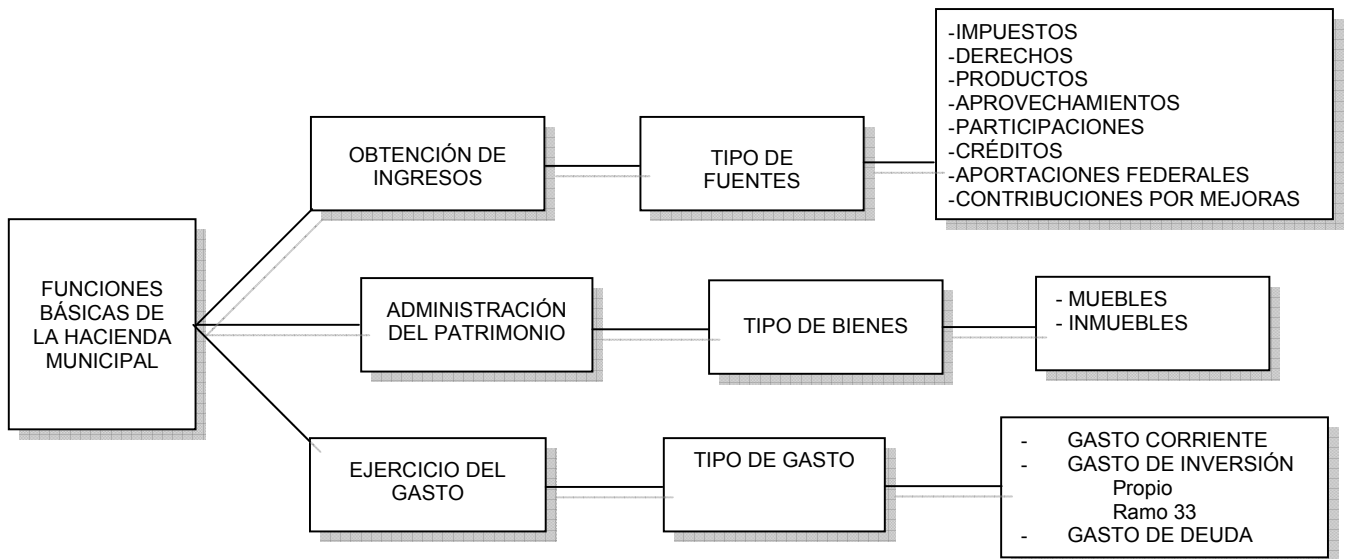 FUNCIONES
BÁSICAS DE
LA HACIENDA
MUNICIPAL
OBTENCIÓN DE
INGRESOS
TIPO DE
FUENTES
-IMPUESTOS
-DERECHOS
-PRODUCTOS
-APROVECHAMIENTOS
-PARTICIPACIONES
-CRÉDITOS
-APORTACIONES FEDERALES
-CONTRIBUCIONES POR MEJORAS
ADMINISTRACIÓN
DEL PATRIMONIO
TIPO DE BIENES
- MUEBLES
- INMUEBLES
EJERCICIO DEL
GASTO
TIPO DE GASTO
- GASTO CORRIENTE
- GASTO DE INVERSIÓN
Propio
Ramo 33
- GASTO DE DEUDA